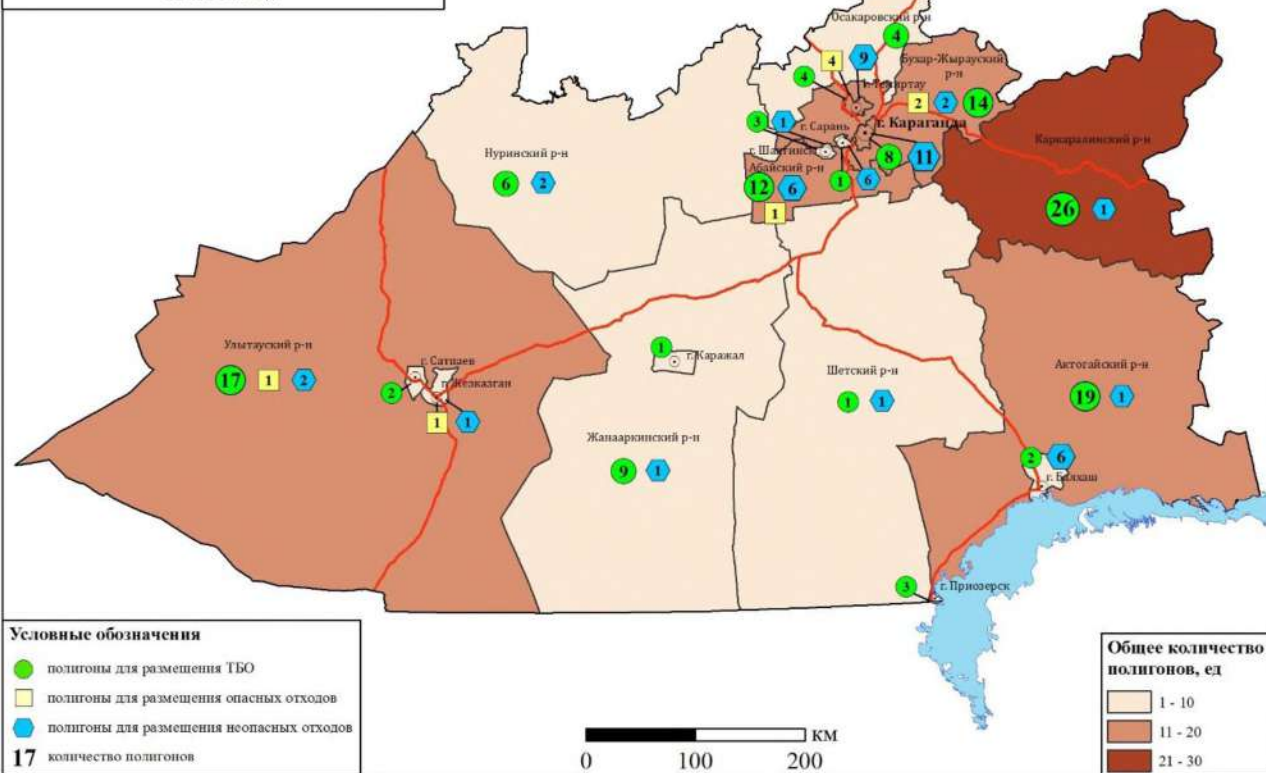 Осакаровский р-н
4
4
9
Бухар-Жырауский
р-н
4
г. Темиртау
2
2
14
3
1
г. Сарань
г. Караганда
Каркаралинский р-н
Нуринский р-н
г. Шахтинск
8
11
Абайский р-н
6
2
12
6
1
6
1
26
1
Улытауский р-н
1
г. Каражал
г. Сатпаев
Шетский р-н
Актогайский р-н
17
1
2
2
г. Жезказган
1
1
19
1
1
1
Жанааркинский р-н
9
1
2
6
г. Балхаш
3
г. Приозерск
Условные обозначения
полигоны для размещения ТБО
полигоны для размещения опасных отходов
полигоны для размещения неопасных отходов
17 количество полигонов
км
0 100 200
Общее количество
полигонов, ед
1 - 10
11 - 20
21 - 30